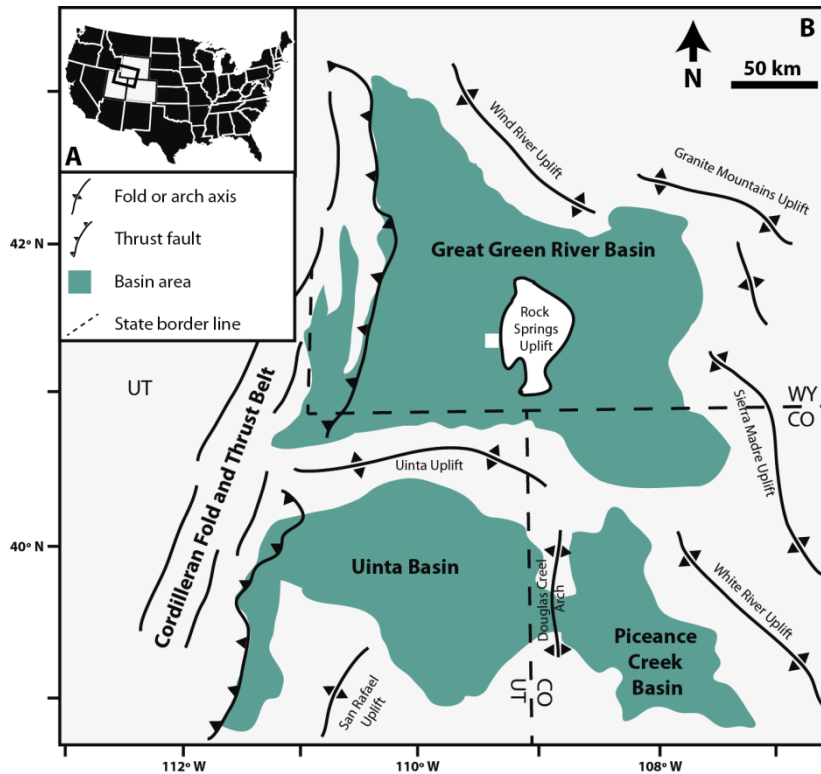 A
B
N
50 km
Fold or arch axis
Thrust fault
Basin area
State border line
Wind River Uplift
Granite Mountains Uplift
42° N
Great Green River Basin
Rock
Springs
Uplift
UT
WY
CO
Cordilleran Fold and Thrust Belt
Uinta Uplift
Sierra Madre Uplift
40° N
Uinta Basin
Douglas Creel
Arch
White River Uplift
Piceance
Creek
Basin
San Rafael
Uplift
CO
UT
112° W
110° W
108° W